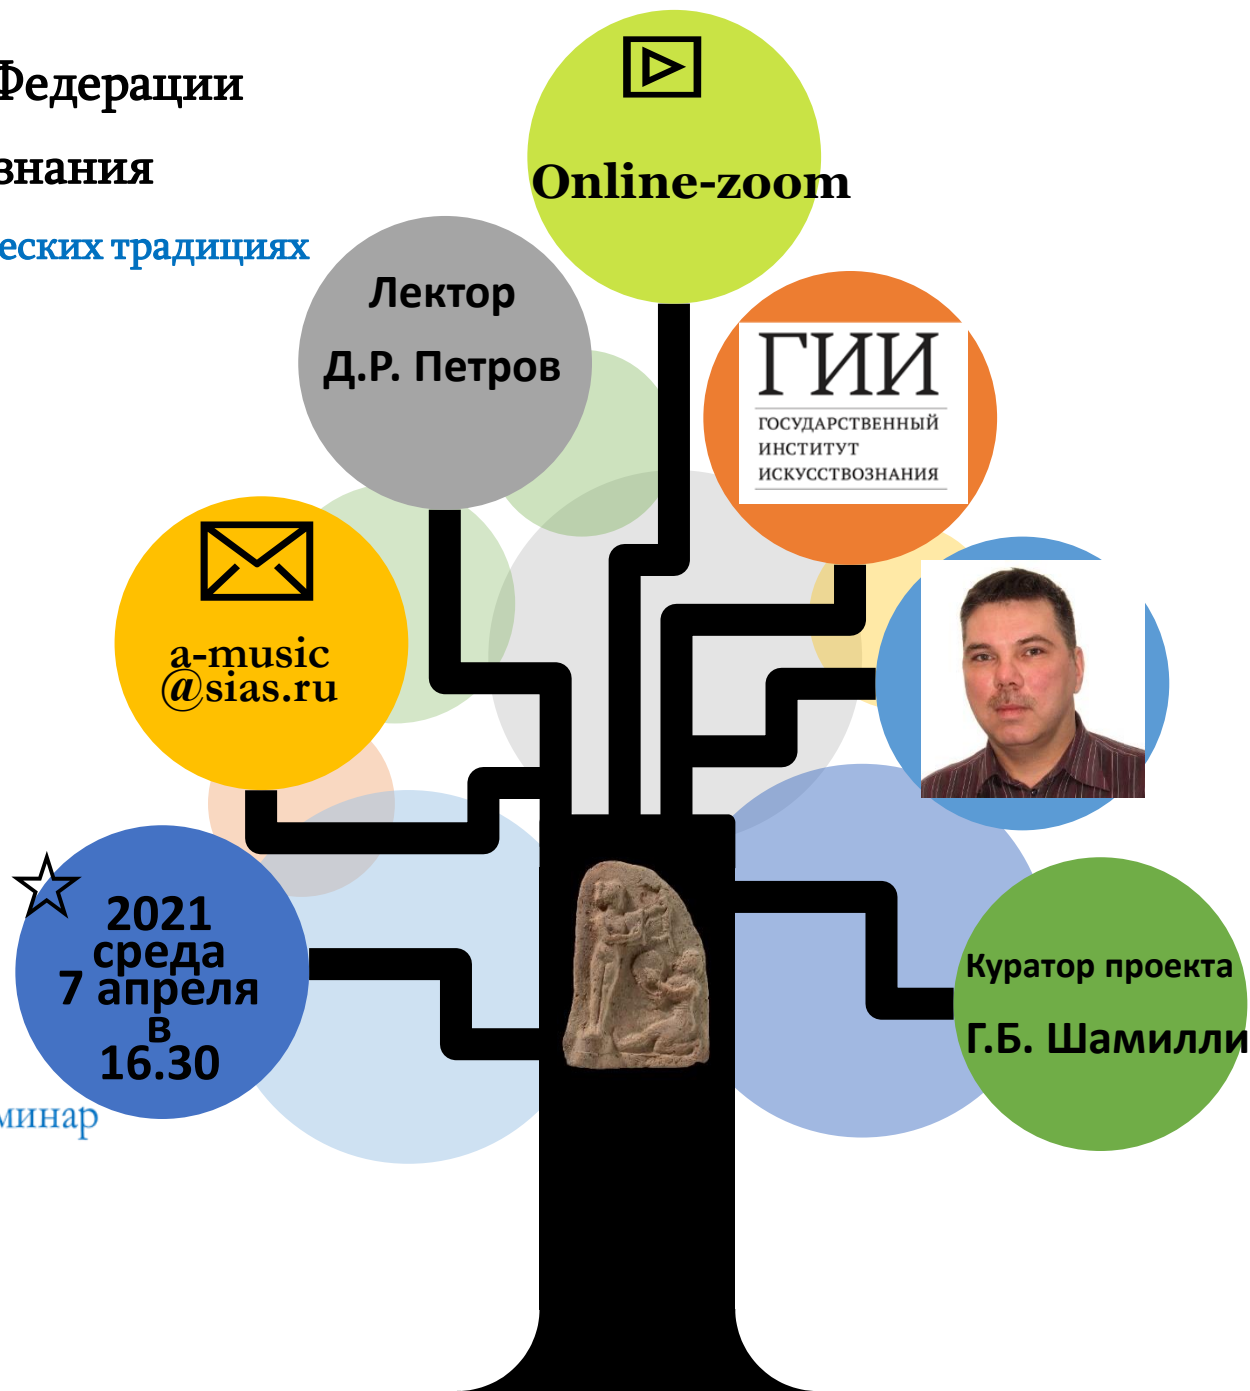 Федерации
знания
еских традициях
Online-zoom
Лектор
Д.Р. Петров
ГИИ
ГОСУДАРСТВЕННЫЙ
ИНСТИТУТ
ИСКУССТВОЗНАНИЯ
a-music
@sias.ru
2021
среда
7 апреля
в
16.30
Куратор проекта
Г.Б. Шамилли
минар